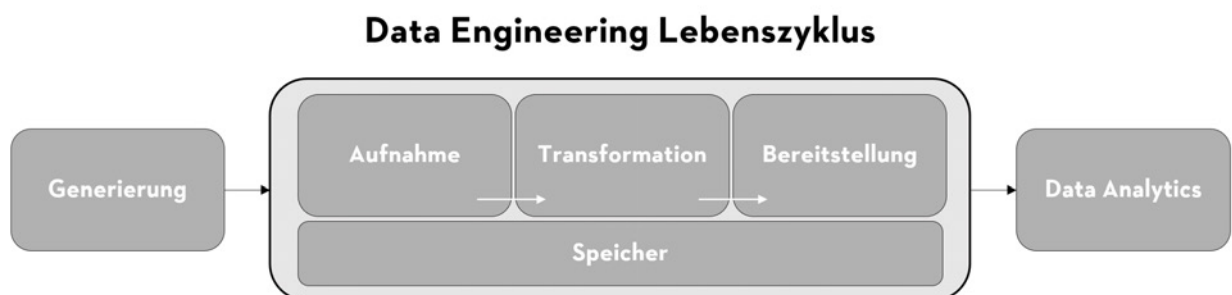 Data Engineering Lebenszyklus
Generierung
Aufnahme
Transformation
Bereitstellung
Speicher
Data Analytics